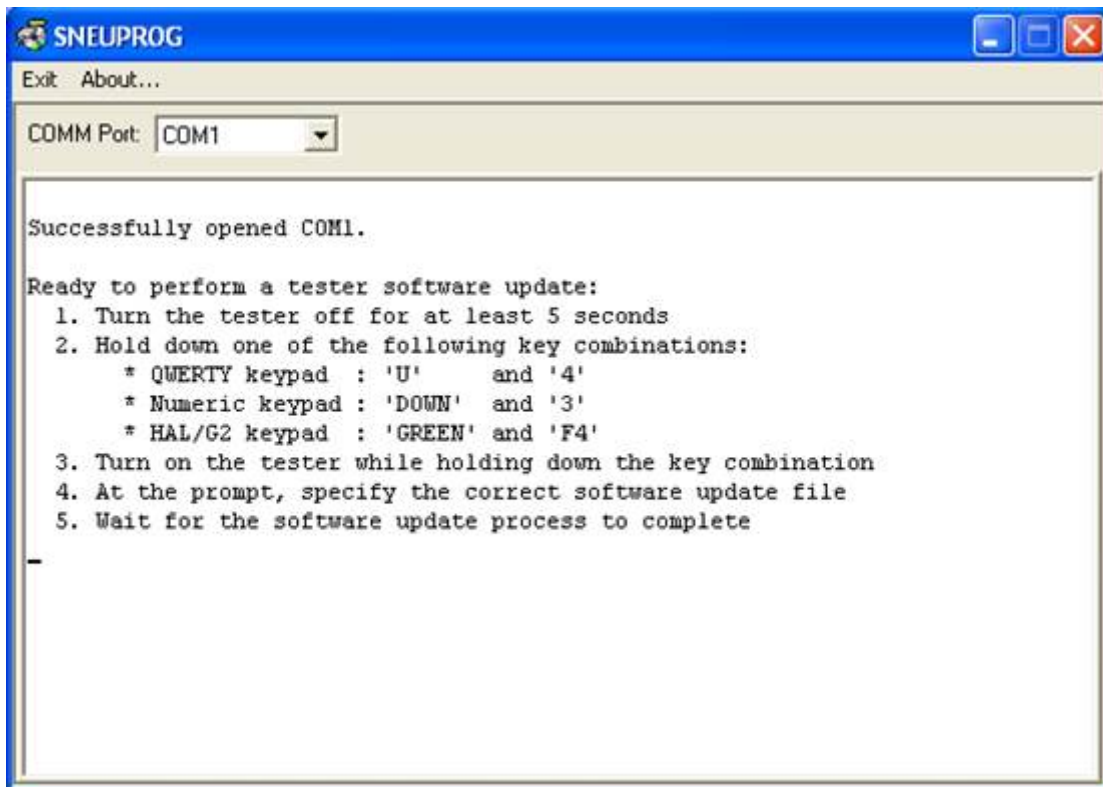 SNEUPROG
Exit About...
COMM Port: COM1
Successfully opened COM1.
Ready to perform a tester software update:
1. Turn the tester off for at least 5 seconds
2. Hold down one of the following key combinations:
* QWERTY keypad : 'U' and '4'
* Numeric keypad : 'DOWN' and '3'
* HAL/G2 keypad : 'GREEN' and 'F4'
3. Turn on the tester while holding down the key combination
4. At the prompt, specify the correct software update file
5. Wait for the software update process to complete